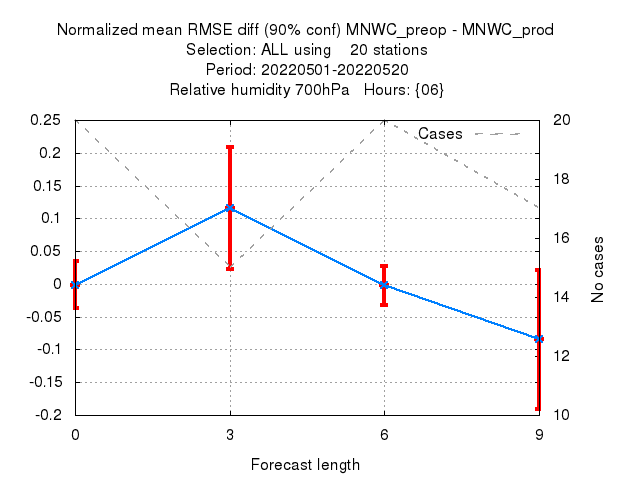 Normalized mean RMSE diff (90% conf) MNWC_preop - MNWC_prod
Selection: ALL using    20 stations
Period: 20220501-20220520
Relative humidity 700hPa   Hours: {06}
Cases
0.25
0.2
0.15
0.1
0.05
0
-0.05
-0.1
-0.15
-0.2
20
18
16
14
12
10
No cases
0
3
6
9
Forecast length